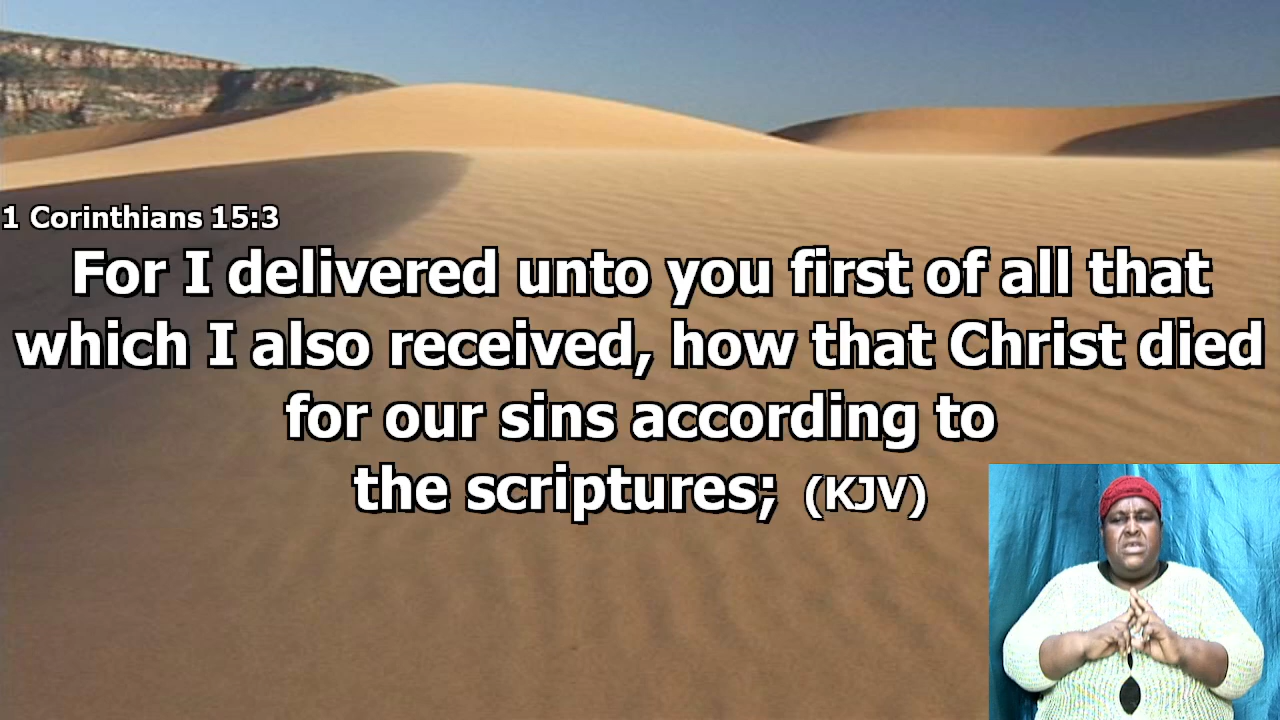 1 Corinthians 15:3
For I delivered unto you first of all that
which I also received, how that Christ died
for our sins according to
the scriptures; (KJV)